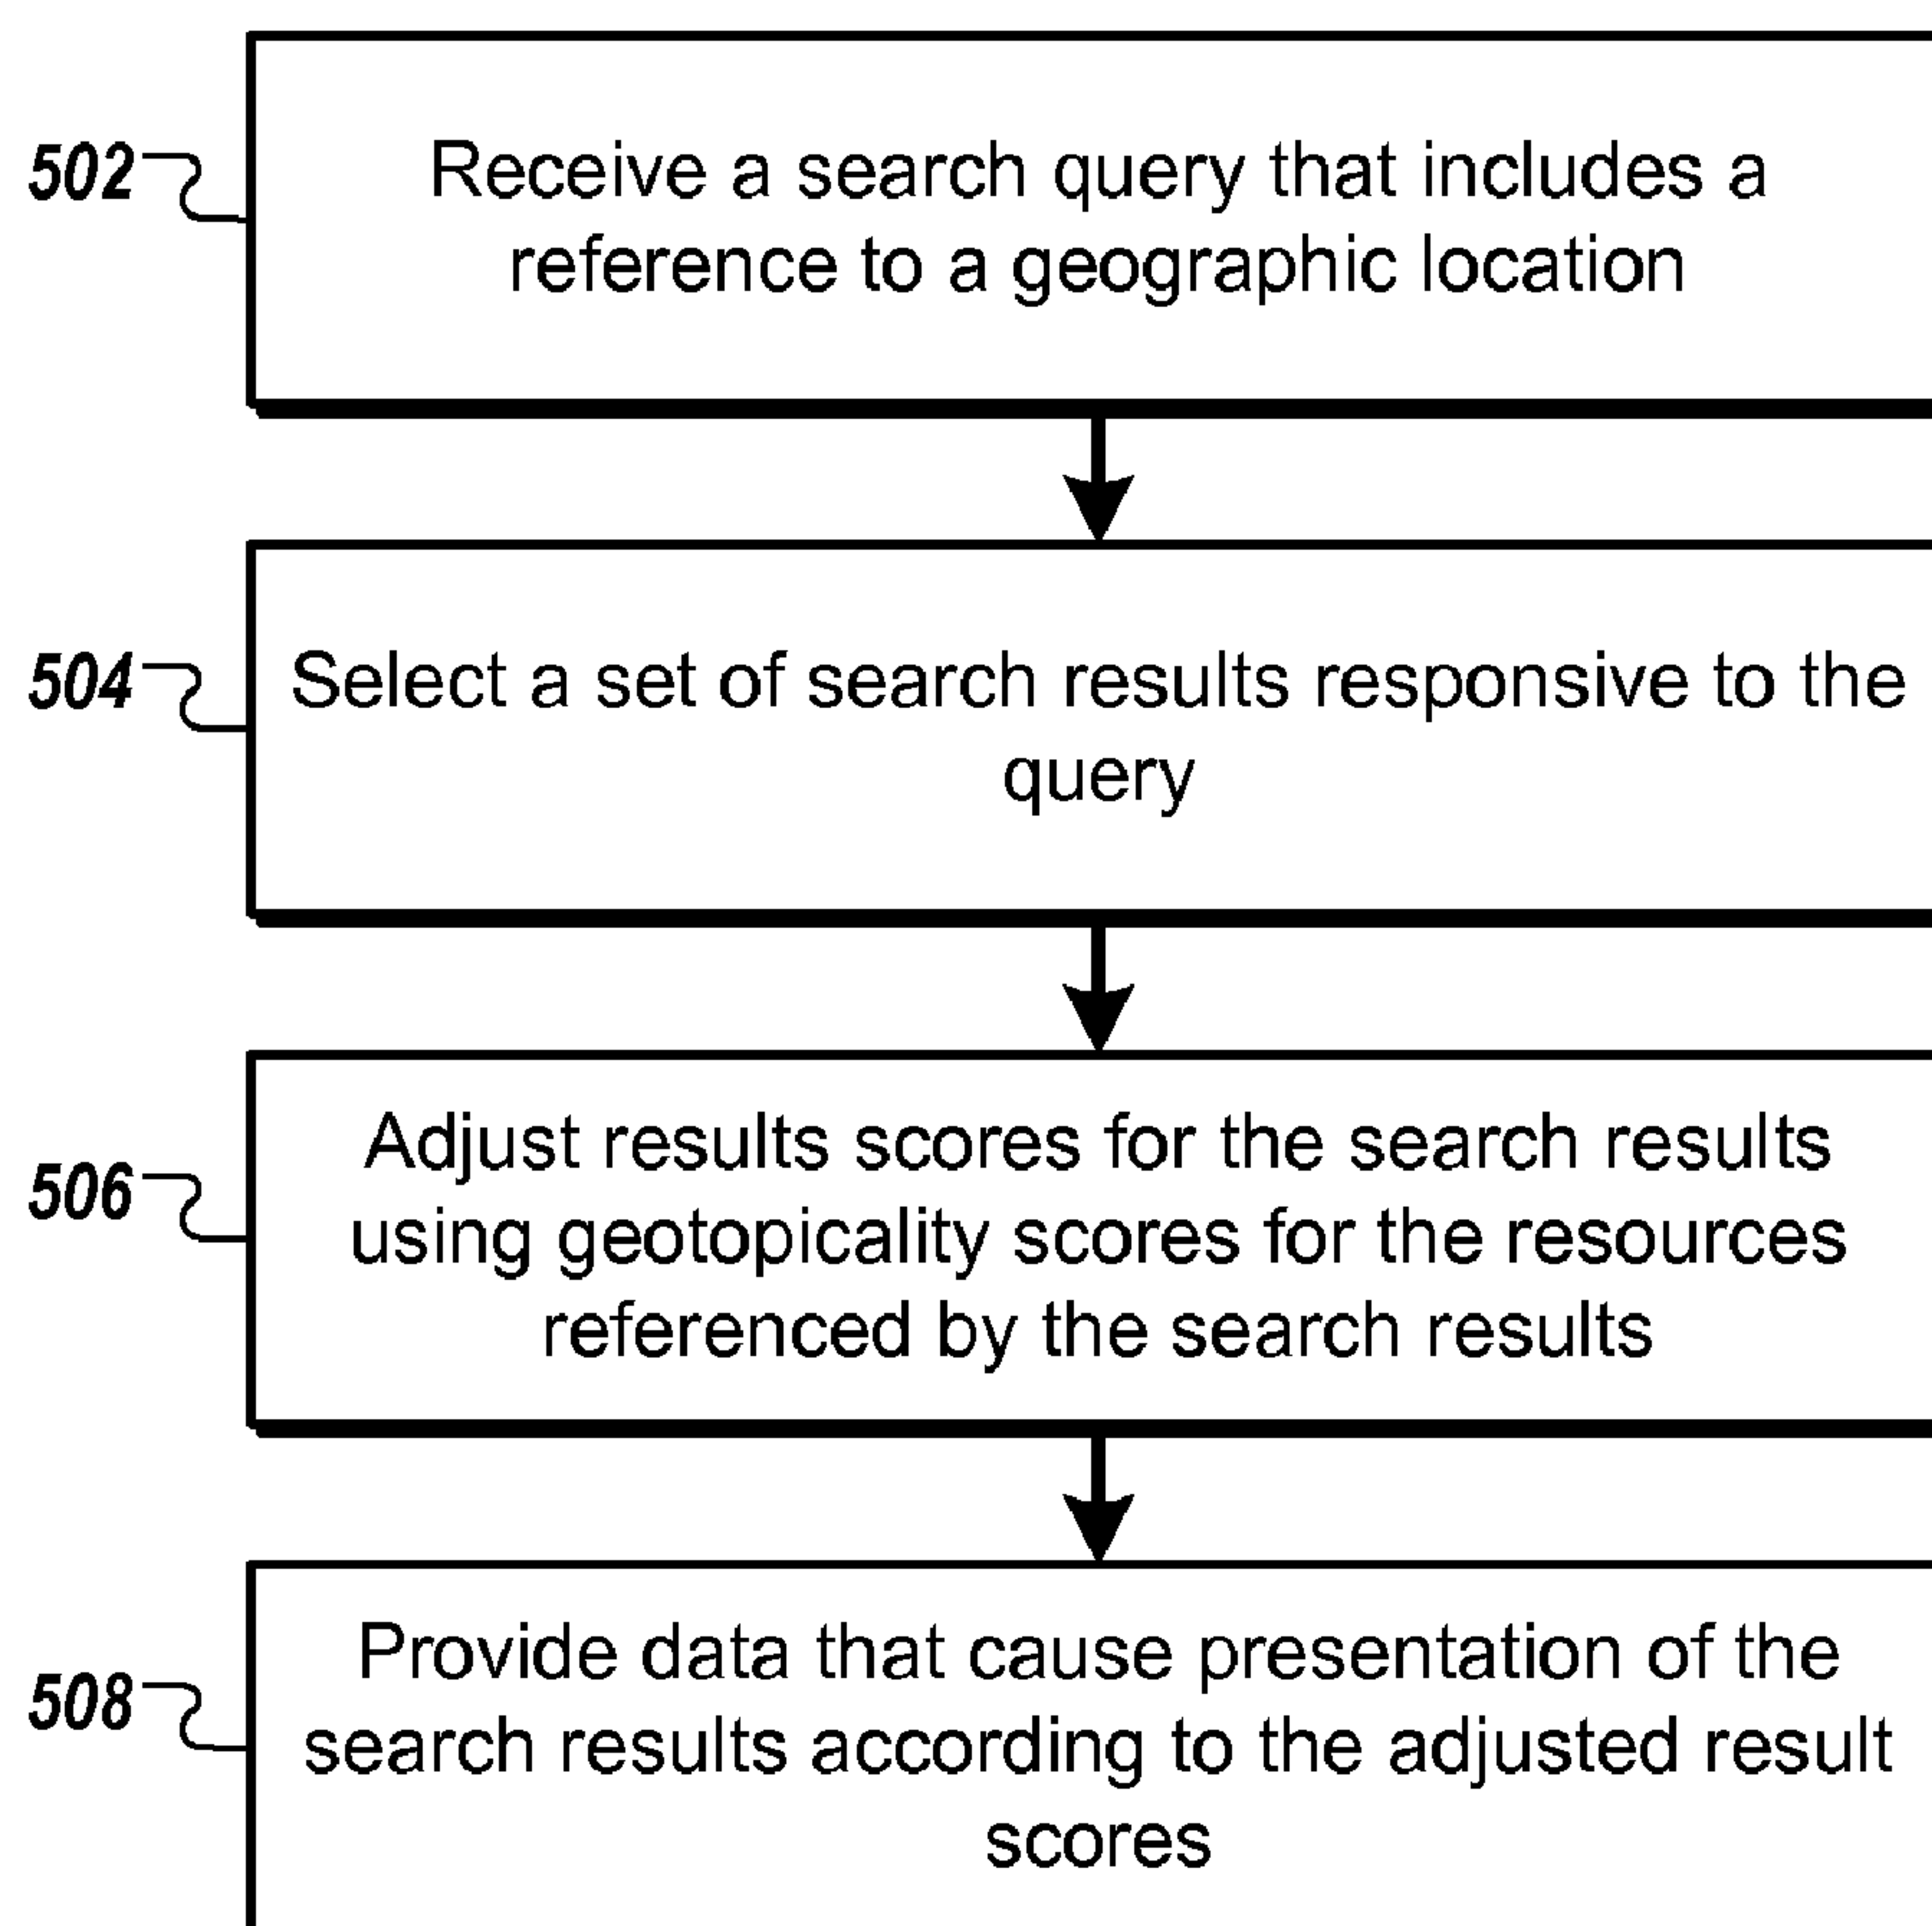 502
Receive a search query that includes a
reference to a geographic location
504
Select a set of search results responsive to the
query
506
Adjust results scores for the search results
using geotopicality scores for the resources
referenced by the search results
508
Provide data that cause presentation of the
search results according to the adjusted result
scores